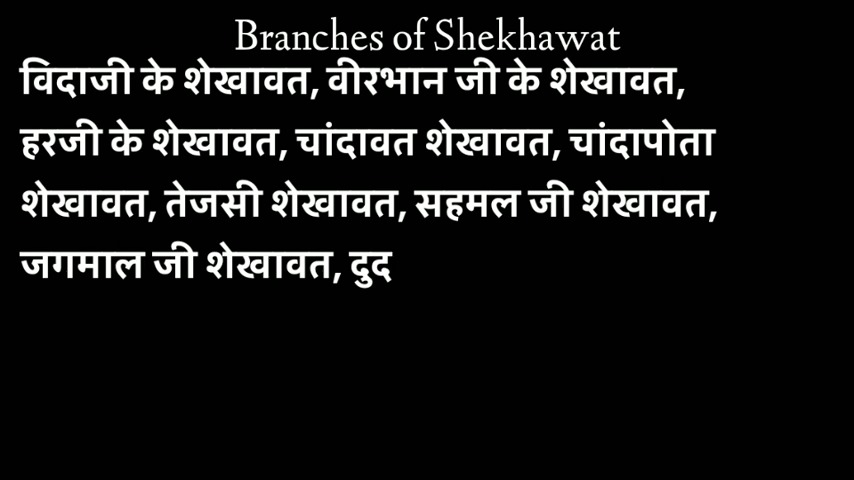 Branches of Shekhawat
विदाजी के शेखावत, वीरभान जी के शेखावत,
हरजी के शेखावत, चांदावत शेखावत, चांदापोता
शेखावत, तेजसी शेखावत, सहमल जी शेखावत,
जगमाल जी शेखावत, दुद